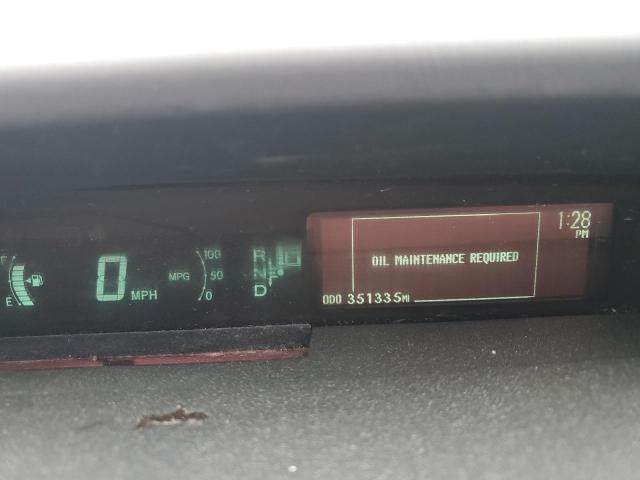 F
E
0 MPH
MPG
100
50
0
R
N
D
1:28
PM
OIL MAINTENANCE REQUIRED
ODO 351335MI